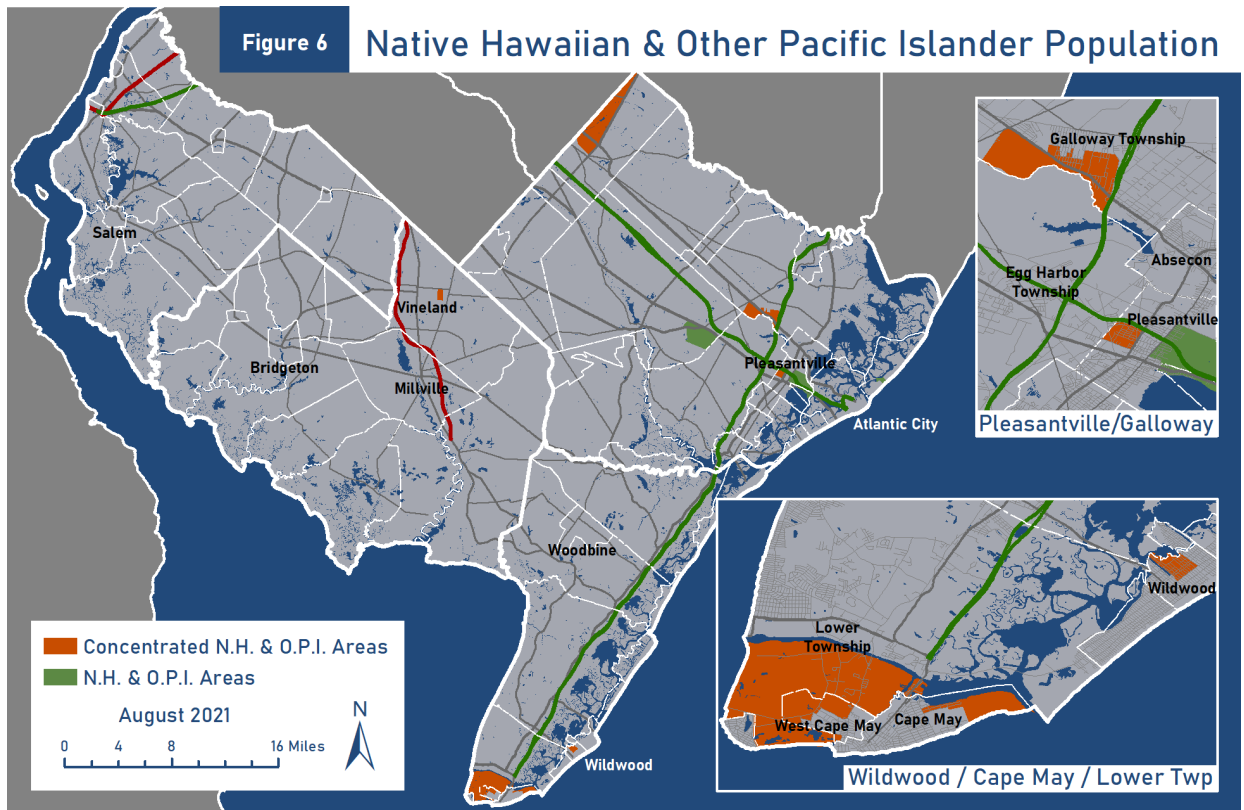 Figure 6
Native Hawaiian & Other Pacific Islander Population
Galloway Township
Absecon
Egg Harbor
Township
Pleasantville
Pleasantville/Galloway
Salem
Vineland
Bridgeton
Millville
Pleasantville
Atlantic City
Woodbine
Wildwood
Concentrated N.H. & O.P.I. Areas
N.H. & O.P.I. Areas
August 2021
N
0 4 8 16 Miles
Wildwood
Lower
Township
West Cape May
Cape May
Wildwood / Cape May / Lower Twp